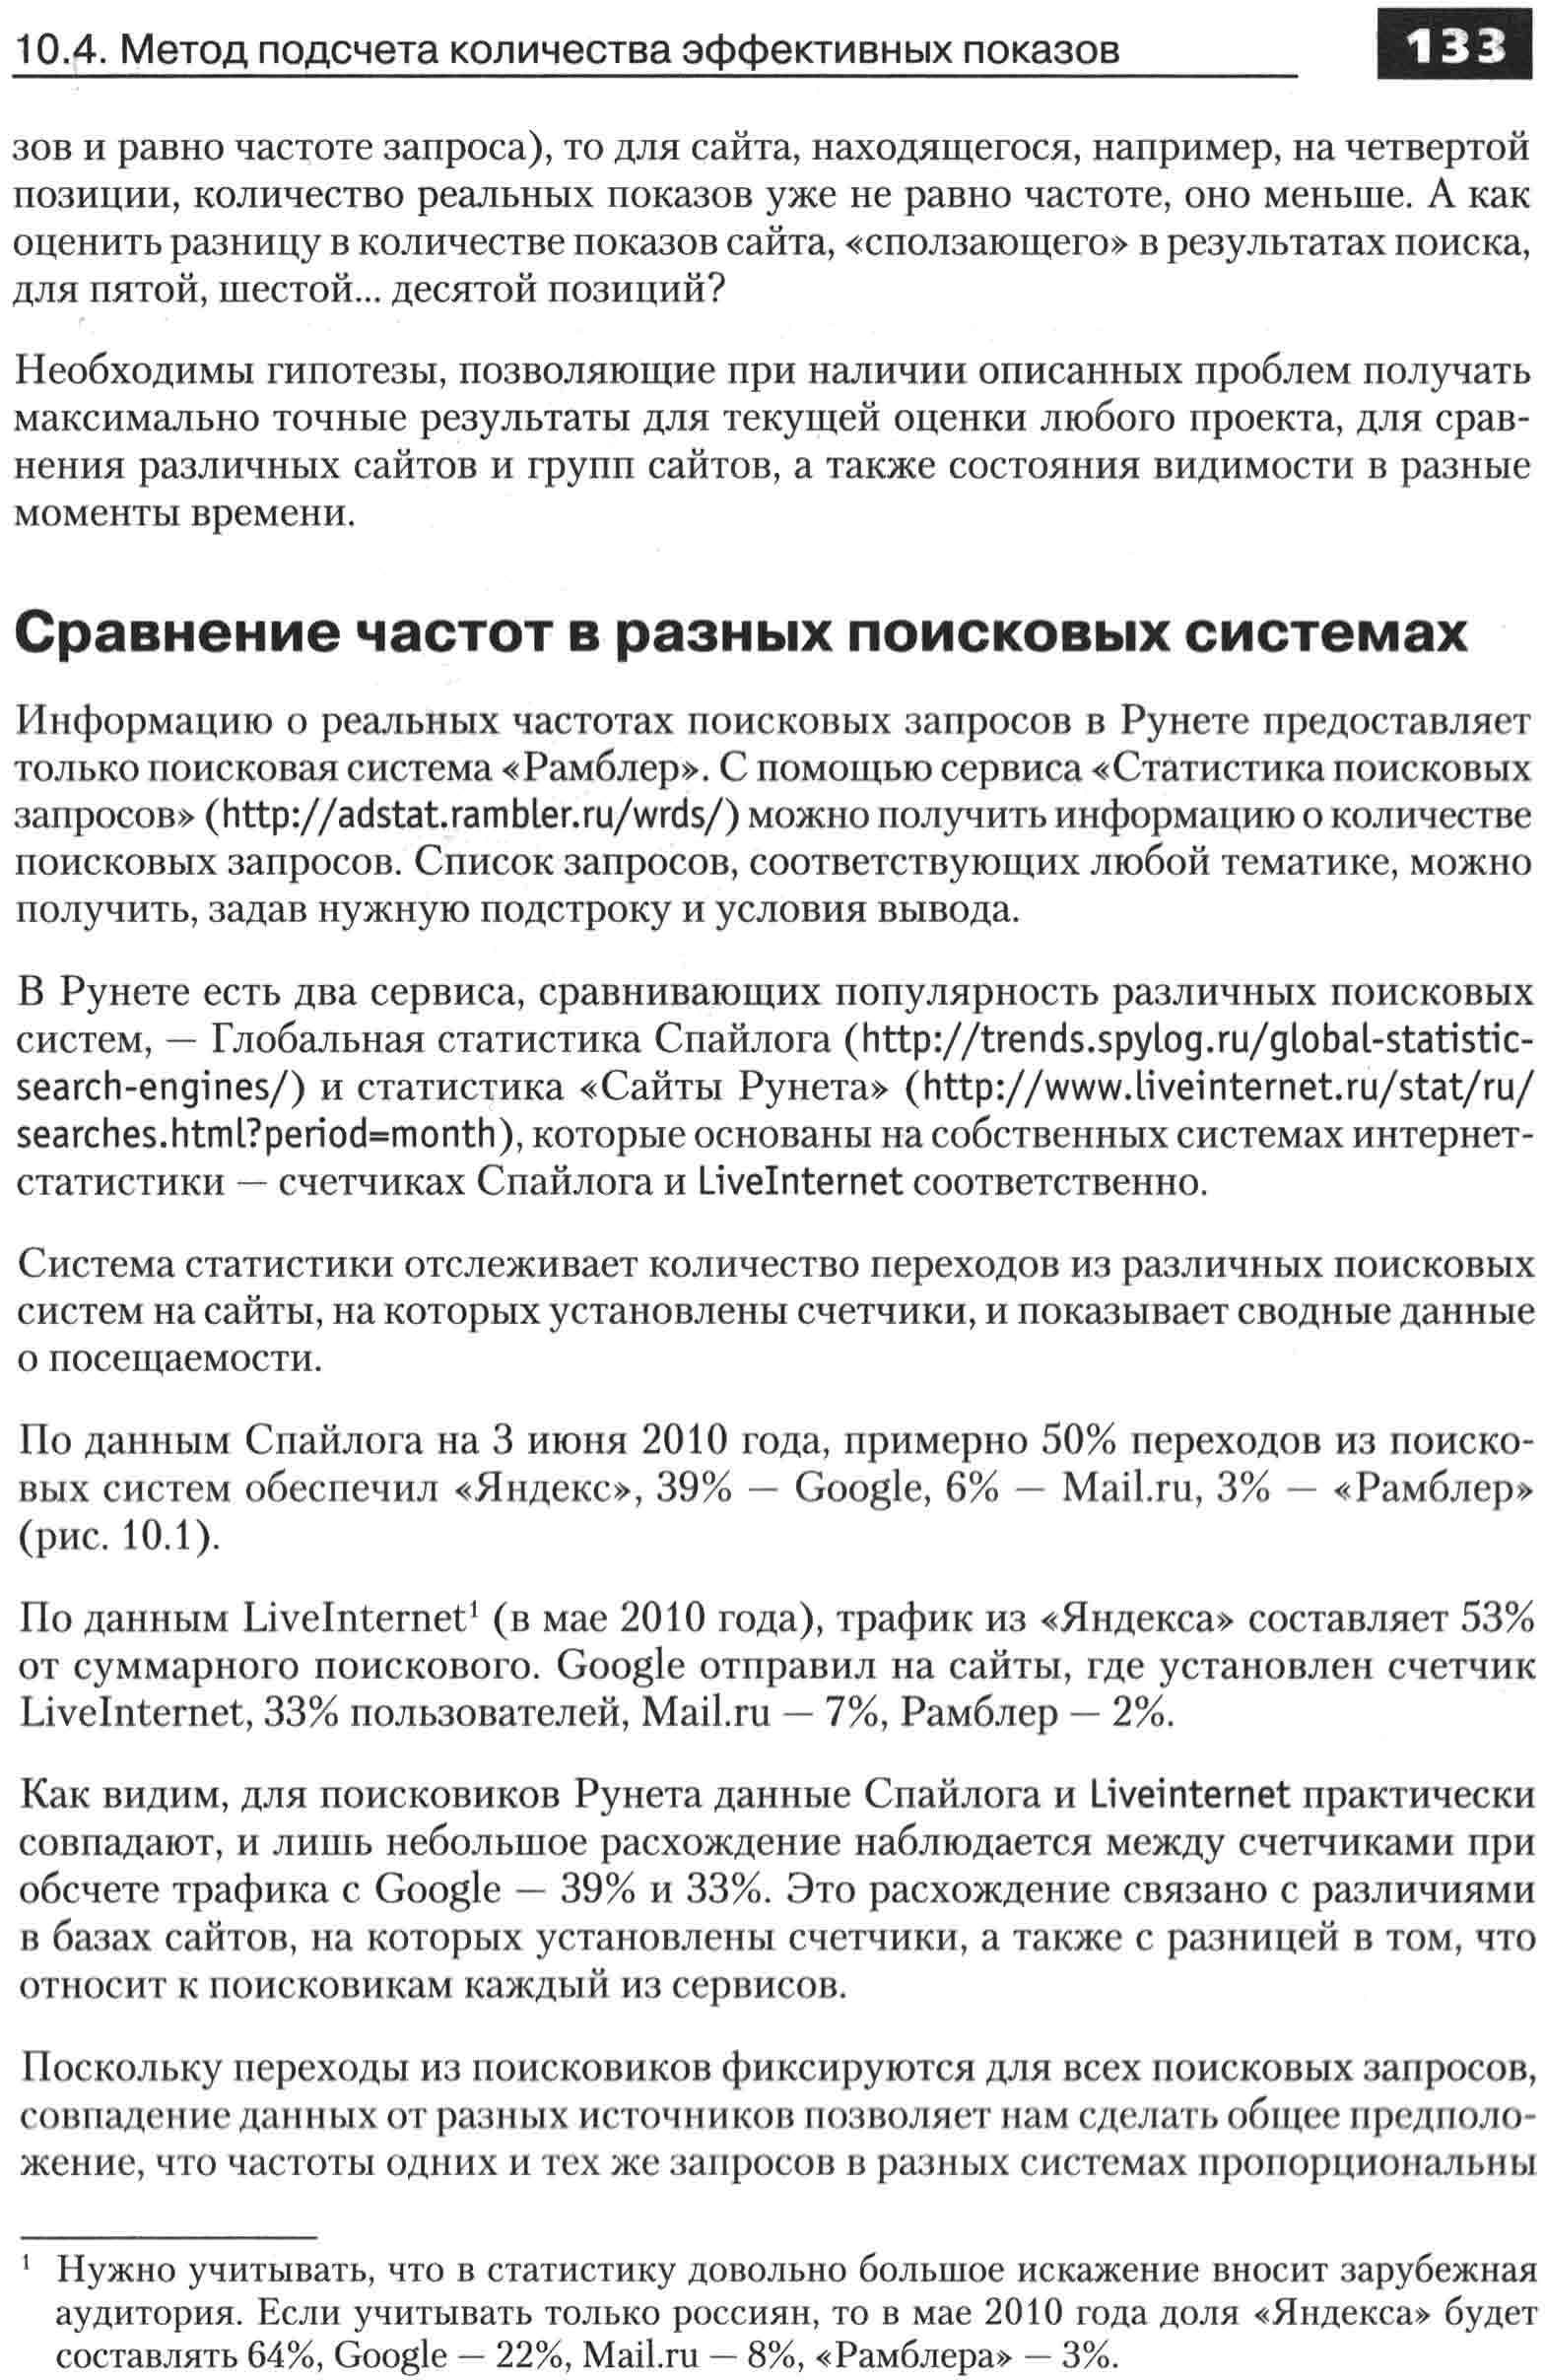 10.4. Метод подсчета количества эффективных показов 133
зов и равно частоте запроса), то для сайта, находящегося, например, на четвертой
позиции, количество реальных показов уже не равно частоте, оно меньше. А как
оценить разницу в количестве показов сайта, «сползающего» в результатах поиска,
для пятой, шестой... десятой позиций?
Необходимы гипотезы, позволяющие при наличии описанных проблем получать
максимально точные результаты для текущей оценки любого проекта, для срав-
нения различных сайтов и групп сайтов, а также состояния видимости в разные
моменты времени.
Сравнение частот в разных поисковых системах
Информацию о реальных частотах поисковых запросов в Рунете предоставляет
только поисковая система «Рамблер». С помощью сервиса «Статистика поисковых
запросов» (http://adstat.rambler.ru/wrds/) можно получить информацию о количестве
поисковых запросов. Список запросов, соответствующих любой тематике, можно
получить, задав нужную подстроку и условия вывода.
В Рунете есть два сервиса, сравнивающих популярность различных поисковых
систем, — Глобальная статистика Спайлога (http://trends.spylog.ru/global-statistic-
search-engines/) и статистика «Сайты Рунета» (http://www.liveinternet.ru/stat/ru/
searches.html?period=month), которые основаны на собственных системах интернет-
статистики — счетчиках Спайлога и LiveInternet соответственно.
Система статистики отслеживает количество переходов из различных поисковых
систем на сайты, на которых установлены счетчики, и показывает сводные данные
о посещаемости.
По данным Спайлога на 3 июня 2010 года, примерно 50% переходов из поиско-
вых систем обеспечил «Яндекс», 39% — Google, 6% — Mail.ru, 3% — «Рамблер»
(рис. 10.1).
По данным LiveInternet¹ (в мае 2010 года), трафик из «Яндекса» составляет 53%
от суммарного поискового. Google отправил на сайты, где установлен счетчик
LiveInternet, 33% пользователей, Mail.ru — 7%, Рамблер — 2%.
Как видим, для поисковиков Рунета данные Спайлога и Liveinternet практически
совпадают, и лишь небольшое расхождение наблюдается между счетчиками при
обсчете трафика с Google — 39% и 33%. Это расхождение связано с различиями
в базах сайтов, на которых установлены счетчики, а также с разницей в том, что
относит к поисковикам каждый из сервисов.
Поскольку переходы из поисковиков фиксируются для всех поисковых запросов,
совпадение данных от разных источников позволяет нам сделать общее предполо-
жение, что частоты одних и тех же запросов в разных системах пропорциональны
¹ Нужно учитывать, что в статистику довольно большое искажение вносит зарубежная
аудитория. Если учитывать только россиян, то в мае 2010 года доля «Яндекса» будет
составлять 64%, Google — 22%, Mail.ru — 8%, «Рамблера» — 3%.